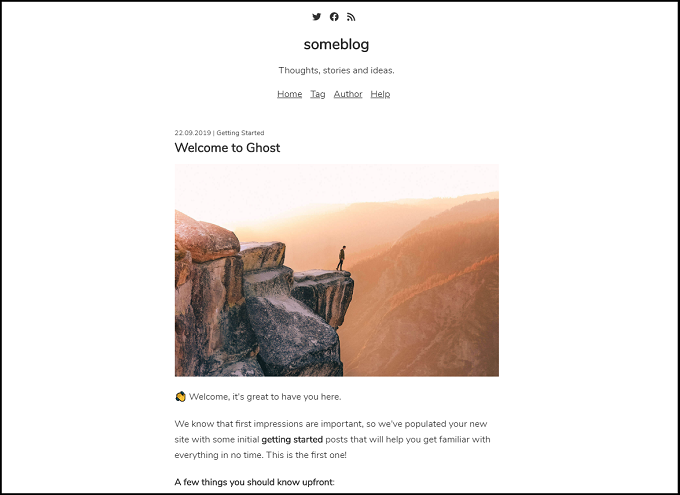 someblog
Thoughts, stories and ideas.
Home Tag Author Help
22.09.2019 | Getting Started
Welcome to Ghost
👋 Welcome, it's great to have you here.
We know that first impressions are important, so we've populated your new
site with some initial getting started posts that will help you get familiar with
everything in no time. This is the first one!
A few things you should know upfront: